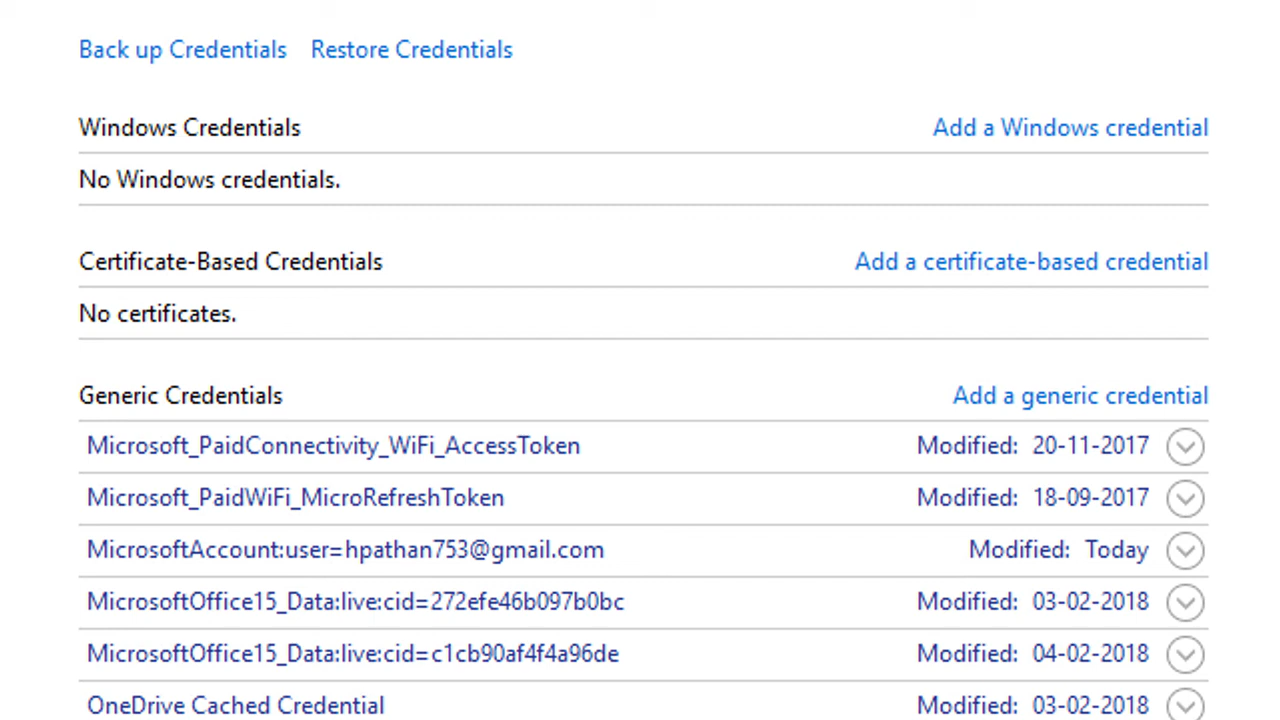 Back up Credentials Restore Credentials
Windows Credentials Add a Windows credential
No Windows credentials.
Certificate-Based Credentials Add a certificate-based credential
No certificates.
Generic Credentials Add a generic credential
Microsoft_PaidConnectivity_WiFi_AccessToken Modified: 20-11-2017
Microsoft_PaidWiFi_MicroRefreshToken Modified: 18-09-2017
MicrosoftAccount:user=hpathan753@gmail.com Modified: Today
MicrosoftOffice15_Data:live:cid=272efe46b097b0bc Modified: 03-02-2018
MicrosoftOffice15_Data:live:cid=c1cb90af4f4a96de Modified: 04-02-2018
OneDrive Cached Credential Modified: 03-02-2018